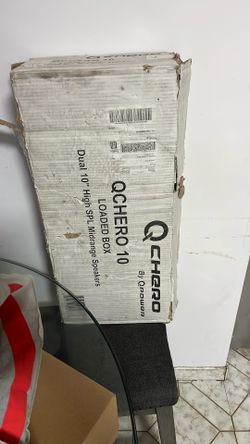 QCHERO
By Qpower
QCHERO 10
LOADED BOX
Dual 10" High SPL Midrange Speakers